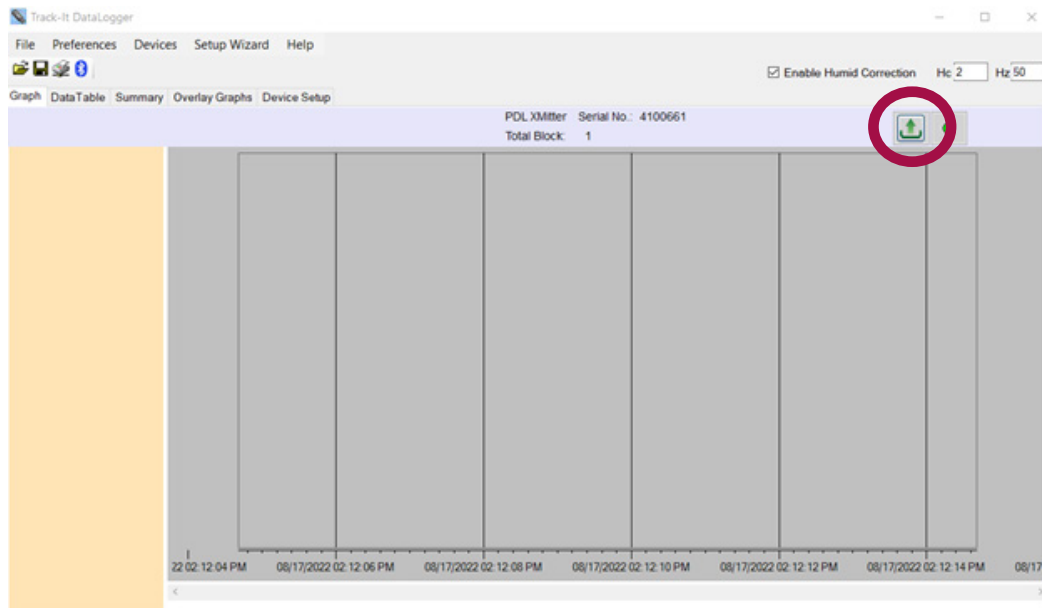 Track-It DataLogger
File Preferences Devices Setup Wizard Help
Enable Humid Correction Hc 2 Hz 50
Graph DataTable Summary Overlay Graphs Device Setup
PDL XMitter Serial No.: 4100661
Total Block: 1
22 02:12:04 PM 08/17/2022 02:12:06 PM 08/17/2022 02:12:08 PM 08/17/2022 02:12:10 PM 08/17/2022 02:12:12 PM 08/17/2022 02:12:14 PM 08/17